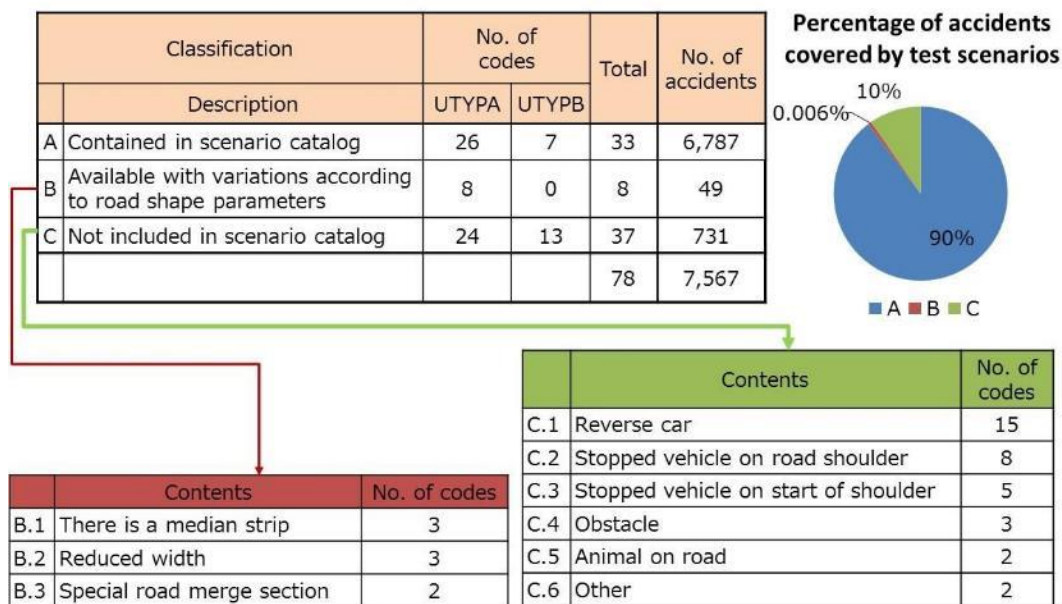 Classification No. of codes Total No. of accidents
Description UTYPA UTYPB
A Contained in scenario catalog 26 7 33 6,787
B Available with variations according to road shape parameters 8 0 8 49
C Not included in scenario catalog 24 13 37 731
78 7,567
Percentage of accidents
covered by test scenarios
10%
0.006%
90%
A B C
Contents No. of codes
B.1 There is a median strip 3
B.2 Reduced width 3
B.3 Special road merge section 2
Contents No. of codes
C.1 Reverse car 15
C.2 Stopped vehicle on road shoulder 8
C.3 Stopped vehicle on start of shoulder 5
C.4 Obstacle 3
C.5 Animal on road 2
C.6 Other 2